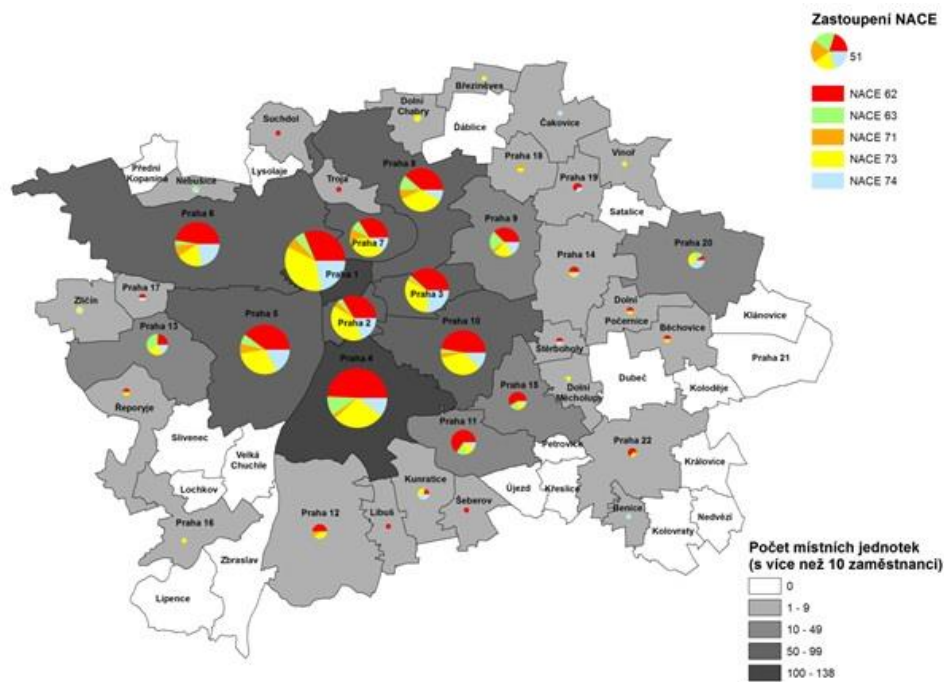 Zastoupení NACE
51
NACE 62
NACE 63
NACE 71
NACE 73
NACE 74
Březiněves
Dolní
Chabry
Ďáblice
Čakovice
Suchdol
Přední
Kopanina
Nebušice
Lysolaje
Troja
Praha 8
Praha 18
Vinoř
Praha 19
Satalice
Praha 6
Praha 7
Praha 9
Praha 1
Praha 14
Praha 20
Praha 17
Zličín
Praha 13
Praha 5
Praha 2
Praha 3
Praha 10
Dolní
Počernice
Běchovice
Klánovice
Praha 21
Štěrboholy
Dolní
Měcholupy
Dubeč
Koloděje
Praha 4
Řeporyje
Praha 15
Slivenec
Velká
Chuchle
Lochkov
Praha 11
Petrovice
Praha 22
Královice
Újezd
Křeslice
Kunratice
Šeberov
Libuš
Praha 12
Praha 16
Zbraslav
Lipence
Benice
Kolovraty
Nedvězí
Počet místních jednotek
(s více než 10 zaměstnanci)
0
1 - 9
10 - 49
50 - 99
100 - 138